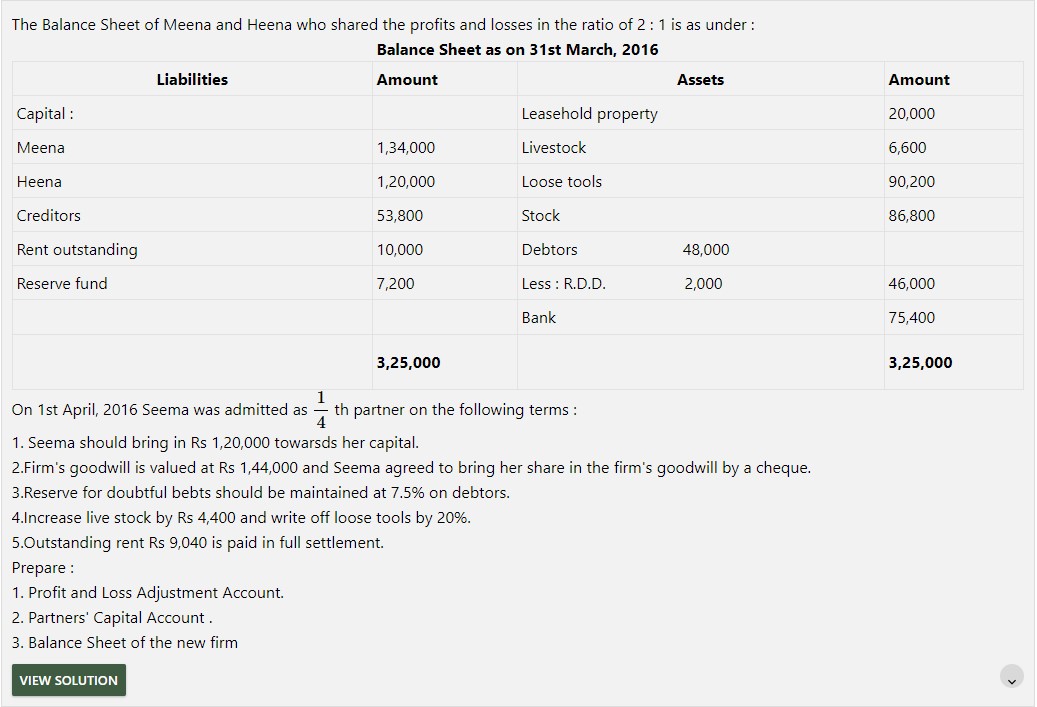 The Balance Sheet of Meena and Heena who shared the profits and losses in the ratio of 2 : 1 is as under :
Balance Sheet as on 31st March, 2016
Liabilities Amount Assets Amount
Capital : Leasehold property 20,000
Meena 1,34,000 Livestock 6,600
Heena 1,20,000 Loose tools 90,200
Creditors 53,800 Stock 86,800
Rent outstanding 10,000 Debtors 48,000
Reserve fund 7,200 Less : R.D.D. 2,000 46,000
Bank 75,400
3,25,000 3,25,000
On 1st April, 2016 Seema was admitted as 1/4 th partner on the following terms :
1. Seema should bring in Rs 1,20,000 towarsds her capital.
2.Firm's goodwill is valued at Rs 1,44,000 and Seema agreed to bring her share in the firm's goodwill by a cheque.
3.Reserve for doubtful bebts should be maintained at 7.5% on debtors.
4.Increase live stock by Rs 4,400 and write off loose tools by 20%.
5.Outstanding rent Rs 9,040 is paid in full settlement.
Prepare :
1. Profit and Loss Adjustment Account.
2. Partners' Capital Account .
3. Balance Sheet of the new firm
VIEW SOLUTION